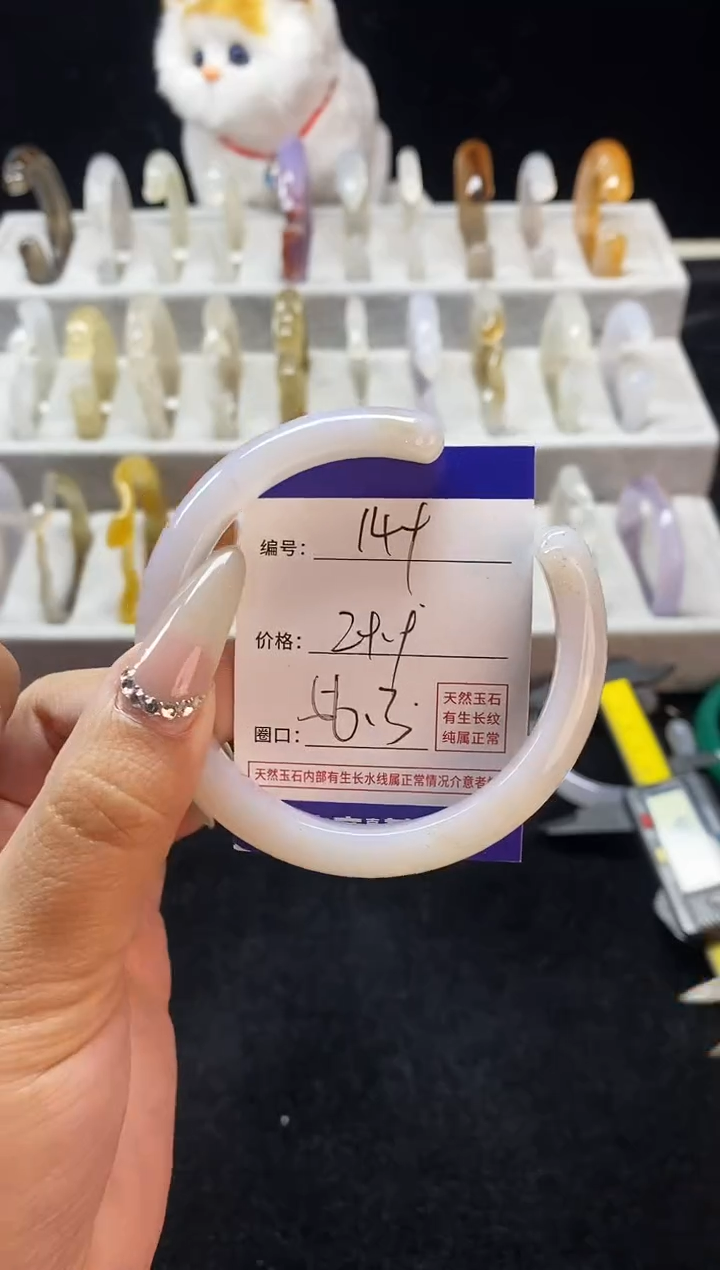 编号：144
价格：29.9
圈口：56.3
天然玉石
有生长纹
纯属正常
天然玉石内部有生长水线属正常情况介意者